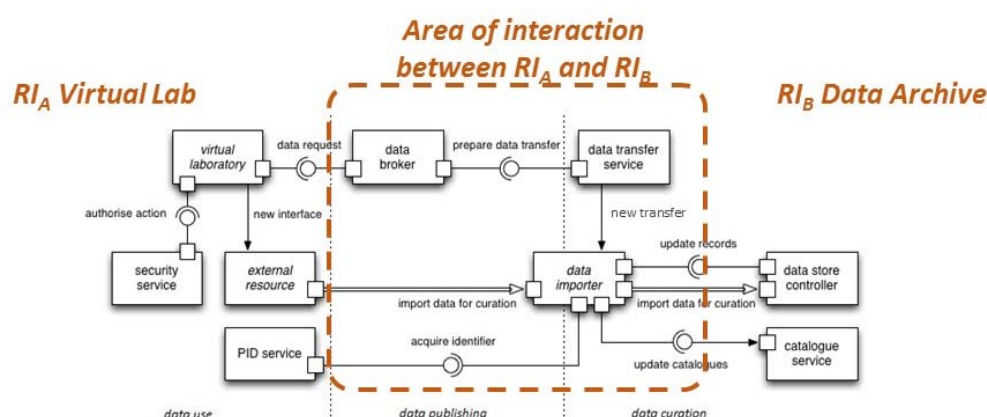 Area of interaction
between RIA and RIB
RIA Virtual Lab
RIB Data Archive
virtual
laboratory
data request
data
broker
prepare data transfer
data transfer
service
authorise action
new interface
new transfer
update records
security
service
external
resource
import data for curation
data
importer
import data for curation
data store
controller
PID service
acquire identifier
update catalogues
catalogue
service
data use
data publishing
data curation